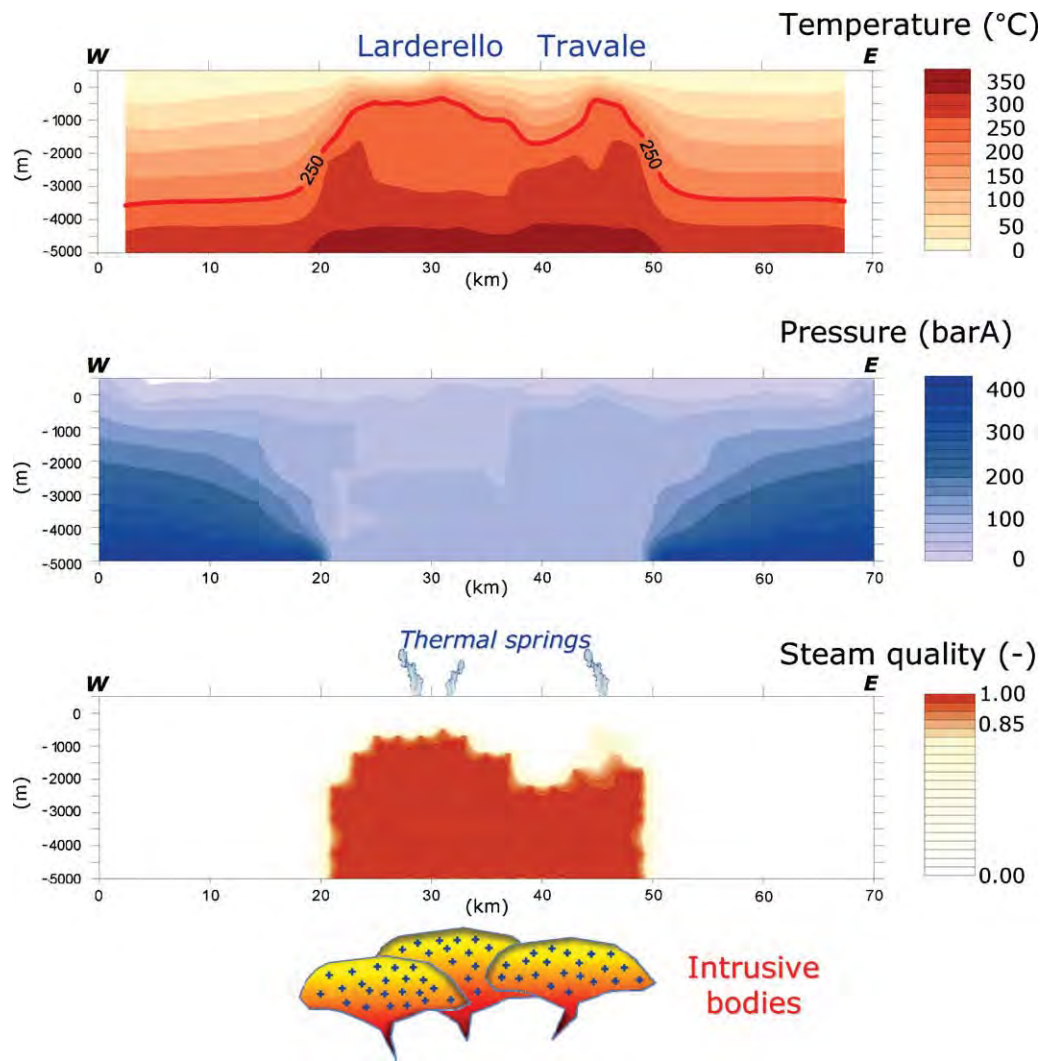 Temperature (°C)
Larderello Travale
W E
0
-1000
-2000
-3000
-4000
-5000
(m)
250
250
0 10 20 30 40 50 60 70
(km)
350
300
250
200
150
100
50
0
Pressure (barA)
W E
0
-1000
-2000
-3000
-4000
-5000
(m)
0 10 20 30 40 50 60 70
(km)
400
300
200
100
0
Thermal springs
Steam quality (-)
W E
0
-1000
-2000
-3000
-4000
-5000
(m)
0 10 20 30 40 50 60 70
(km)
1.00
0.85
0.00
Intrusive
bodies